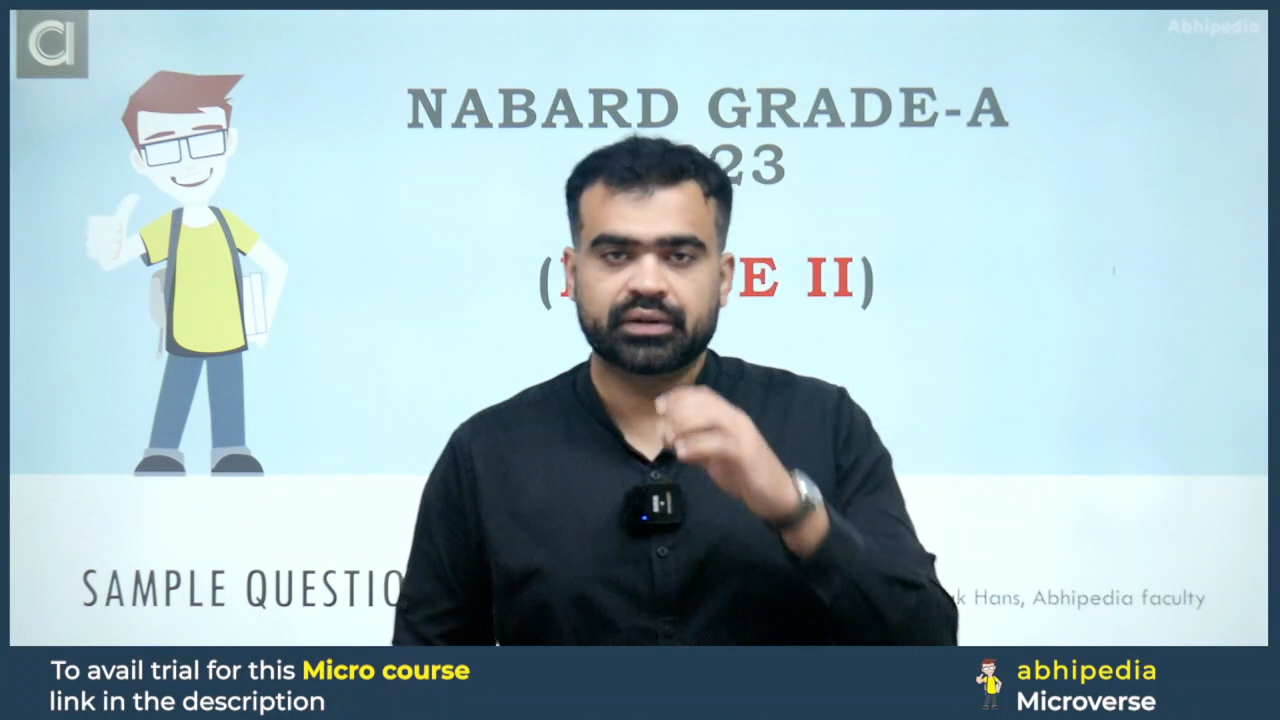 Abhipedia
NABARD GRADE-A
23
( E II)
SAMPLE QUESTIO
Hans, Abhipedia faculty
To avail trial for this Micro course
link in the description
abhipedia
Microverse